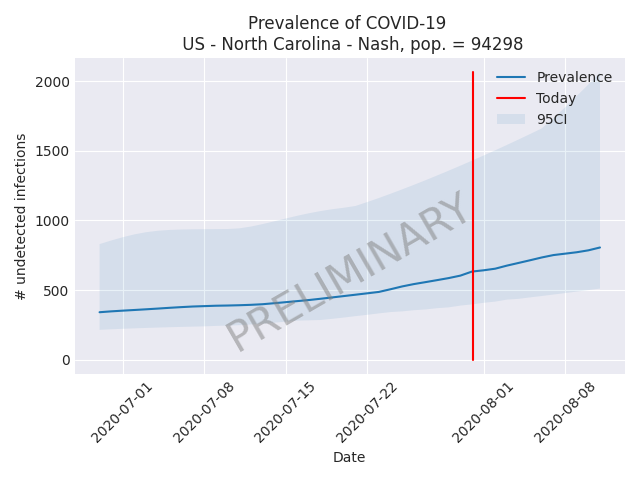 Prevalence of COVID-19
US - North Carolina - Nash, pop. = 94298
# undetected infections
2000
1500
1000
500
0
Prevalence
Today
95CI
PRELIMINARY
2020-07-01
2020-07-08
2020-07-15
2020-07-22
2020-08-01
2020-08-08
Date